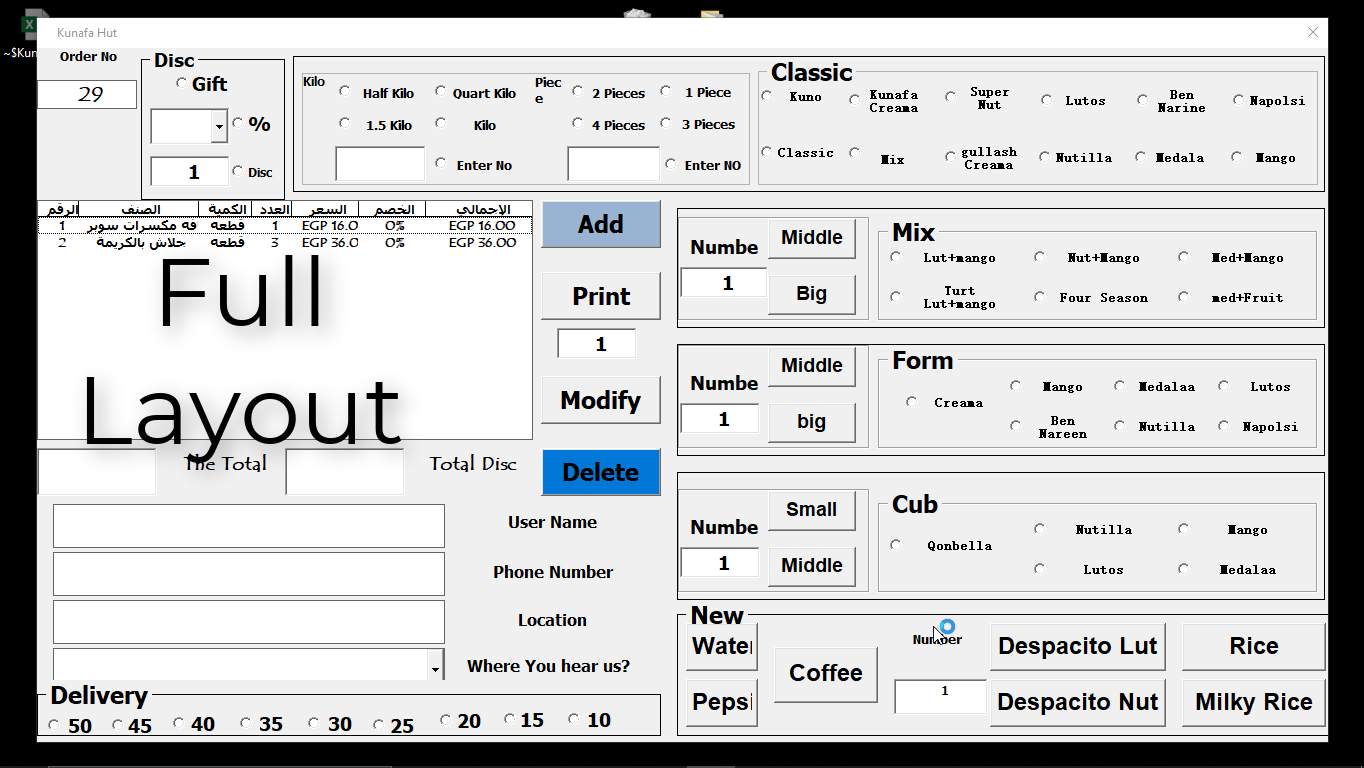 ~$Kun
Kunafa Hut
Order No
29
Disc
Gift
%
1
Disc
Kilo
Half Kilo
Quart Kilo
1.5 Kilo
Kilo
Enter No
Piec
e
2 Pieces
1 Piece
4 Pieces
3 Pieces
Enter NO
Classic
Kuno
Kunafa
Creama
Super
Nut
Lutos
Ben
Narine
Napolsi
Classic
Mix
gullash
Creama
Nutilla
Medala
Mango
الرقم الصنف الكمية العدد السعر الخصم الإجمالي
1 فه مكسرات سوبر قطعه 1 EGP 16.0 0% EGP 16.00
2 جلاش بالكريمة قطعه 3 EGP 36.0 0% EGP 36.00
Full
Layout
Add
Print
1
Modify
Delete
The Total
Total Disc
User Name
Phone Number
Location
Where You hear us?
Delivery
50 45 40 35 30 25 20 15 10
Numbe
1
Middle
Big
Mix
Lut+mango
Nut+Mango
Med+Mango
Turt
Lut+mango
Four Season
med+Fruit
Numbe
1
Middle
big
Form
Creama
Mango
Medalaa
Lutos
Ben
Nareen
Nutilla
Napolsi
Numbe
1
Small
Middle
Cub
Qonbella
Nutilla
Mango
Lutos
Medalaa
New
Water
Pepsi
Coffee
Number
1
Despacito Lut
Despacito Nut
Rice
Milky Rice